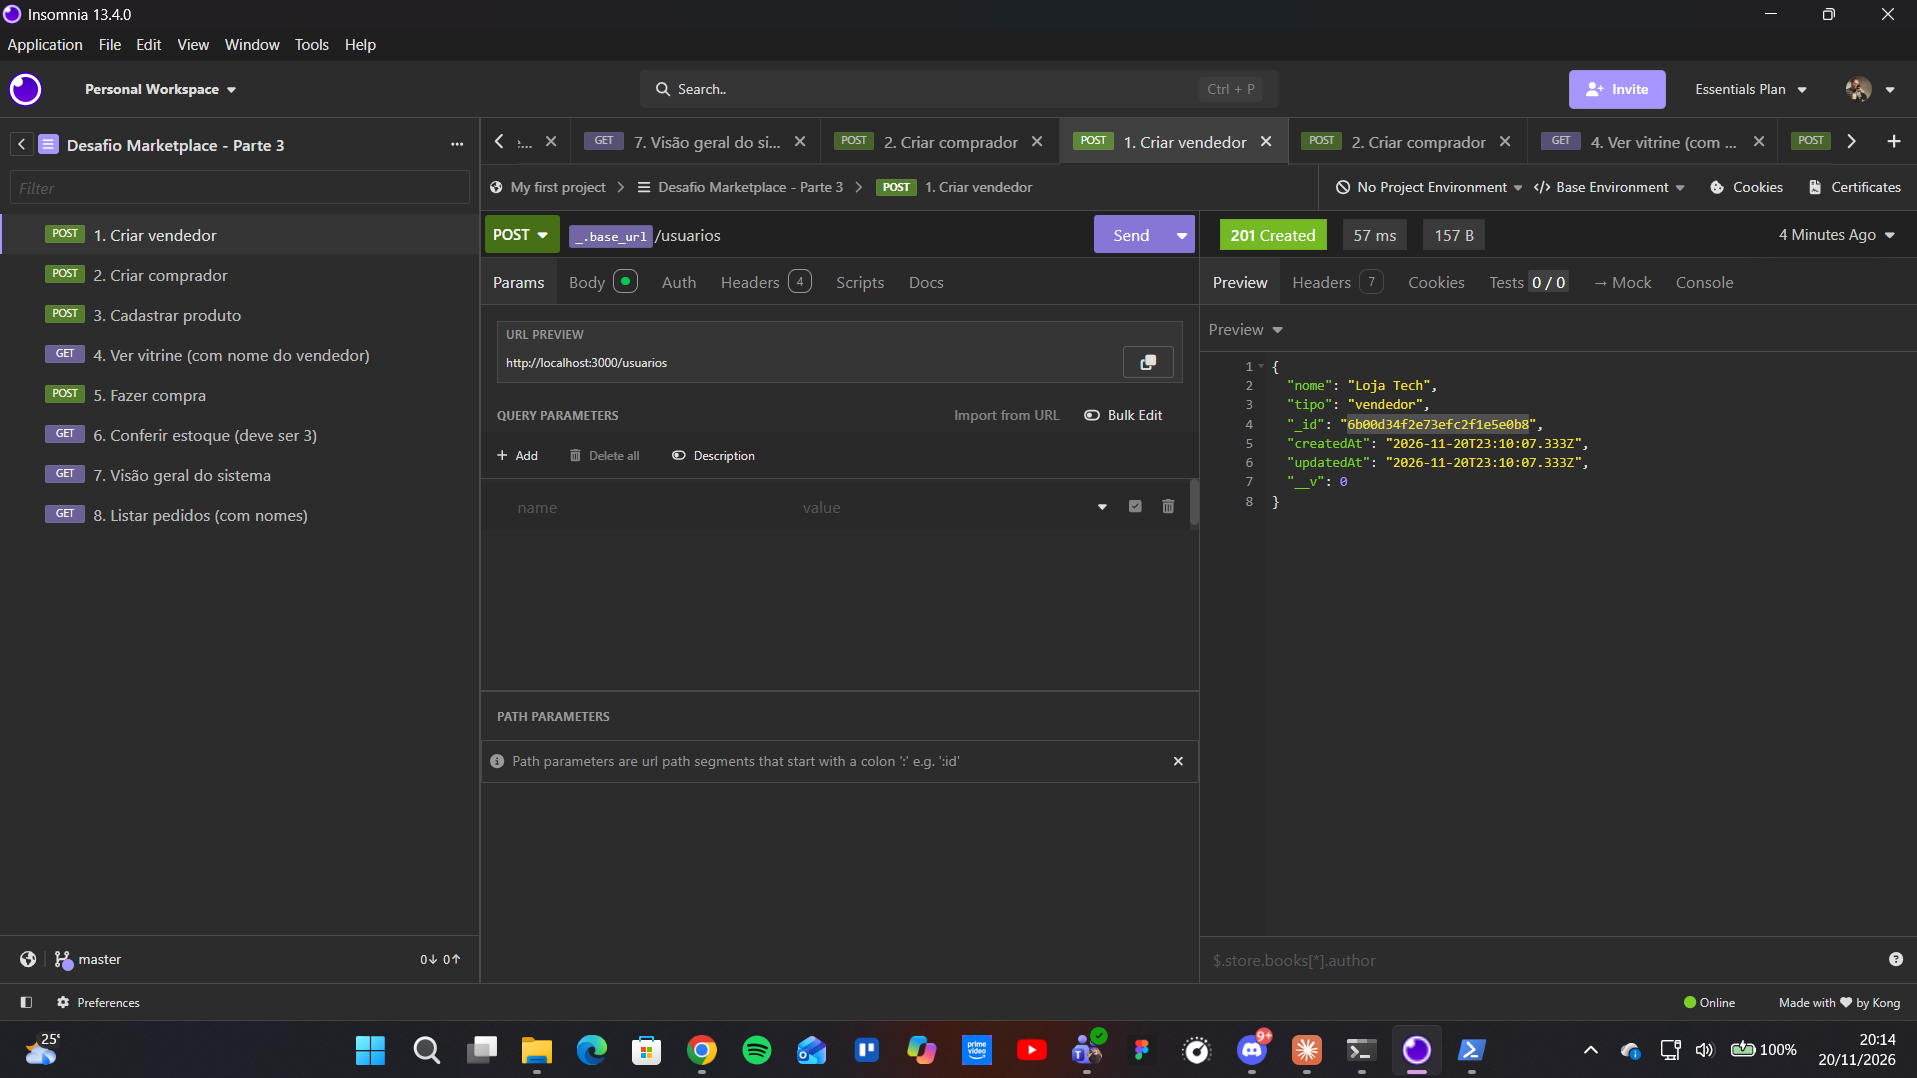 Insomnia 13.4.0
Application File Edit View Window Tools Help
Personal Workspace
Search..
Ctrl + P
Invite
Essentials Plan
Desafio Marketplace - Parte 3
:...
GET 7. Visão geral do si...
POST 2. Criar comprador
POST 1. Criar vendedor
POST 2. Criar comprador
GET 4. Ver vitrine (com ...
POST
Filter
My first project
Desafio Marketplace - Parte 3
POST 1. Criar vendedor
No Project Environment
Base Environment
Cookies
Certificates
POST 1. Criar vendedor
POST 2. Criar comprador
POST 3. Cadastrar produto
GET 4. Ver vitrine (com nome do vendedor)
POST 5. Fazer compra
GET 6. Conferir estoque (deve ser 3)
GET 7. Visão geral do sistema
GET 8. Listar pedidos (com nomes)
POST _.base_url /usuarios
Send
Params Body Auth Headers 4 Scripts Docs
URL PREVIEW
http://localhost:3000/usuarios
QUERY PARAMETERS
Import from URL
Bulk Edit
Add
Delete all
Description
name value
PATH PARAMETERS
Path parameters are url path segments that start with a colon ':' e.g. ':id'
201 Created
57 ms
157 B
4 Minutes Ago
Preview Headers 7 Cookies Tests 0 / 0 → Mock Console
Preview
1 {
2 "nome": "Loja Tech",
3 "tipo": "vendedor",
4 "_id": "6b00d34f2e73efc2f1e5e0b8",
5 "createdAt": "2026-11-20T23:10:07.333Z",
6 "updatedAt": "2026-11-20T23:10:07.333Z",
7 "__v": 0
8 }
$.store.books[*].author
master
0↓ 0↑
Preferences
Online
Made with ♥ by Kong
25°
prime video
9+
100%
20:14
20/11/2026